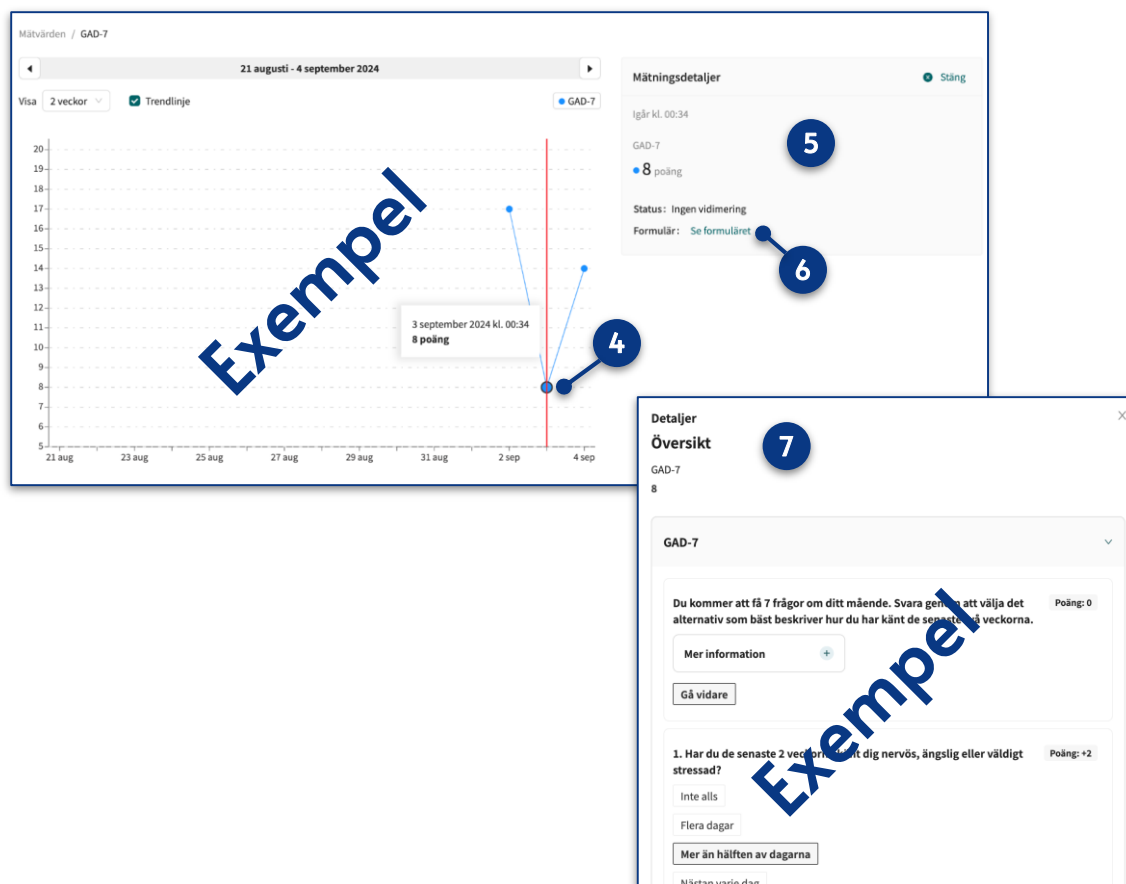 Mätvärden / GAD-7
21 augusti - 4 september 2024
Visa 2 veckor Trendlinje GAD-7
20
19
18
17
16
15
14
13
12
11
10
9
8
7
6
5
21 aug 23 aug 25 aug 27 aug 29 aug 31 aug 2 sep 4 sep
3 september 2024 kl. 00:34
8 poäng
Exempel
4
Mätningsdetaljer Stäng
Igår kl. 00:34
5
GAD-7
8 poäng
Status: Ingen vidimering
Formulär: Se formuläret
6
Detaljer
Översikt
7
GAD-7
8
GAD-7
Du kommer att få 7 frågor om ditt mående. Svara genom att välja det Poäng: 0
alternativ som bäst beskriver hur du har känt de senaste två veckorna.
Mer information
Gå vidare
Exempel
1. Har du de senaste 2 veckorna känt dig nervös, ängslig eller väldigt Poäng: +2
stressad?
Inte alls
Flera dagar
Mer än hälften av dagarna
Nästan varje dag